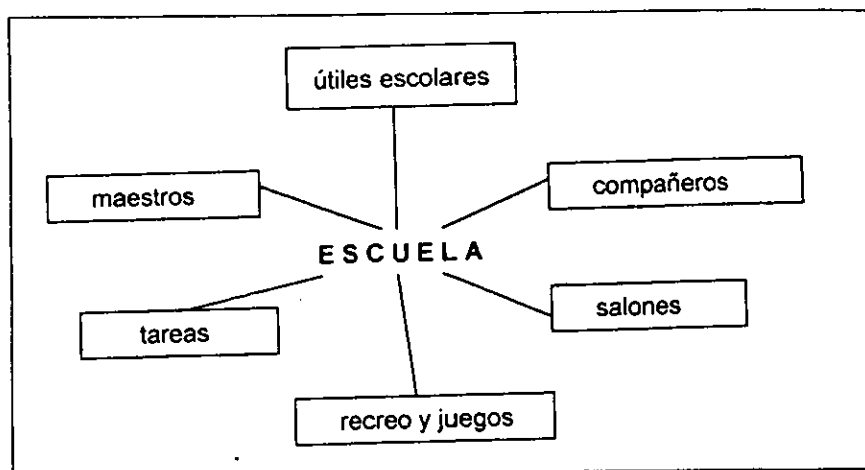 útiles escolares
maestros
compañeros
ESCUELA
tareas
salones
recreo y juegos